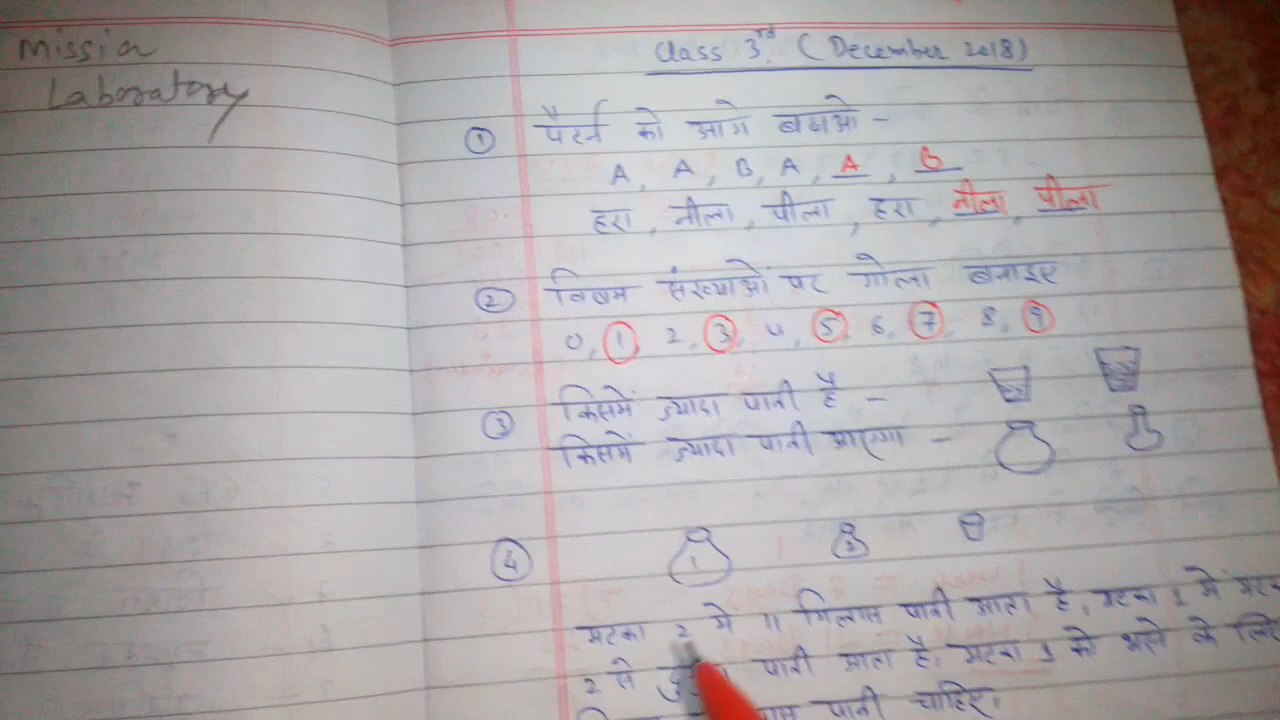 Mission
Laboratory
Class 3rd (December 2018)
① पैटर्न को आगे बढाओ -
A, A, B, A, A, B
हरा, नीला, पीला, हरा, नीला, पीला
② विषम संख्याओं पर गोला बनाइए
0, 1, 2, 3, 4, 5, 6, 7, 8, 9
③ किसमें ज्यादा पानी है -
किसमें ज्यादा पानी आएगा -
④ 1 2
मटका 2 मे 11 गिलास पानी आता है, मटका 1 में
2 से पानी आता है. मटका 1 को भरने के
पानी चाहिए.